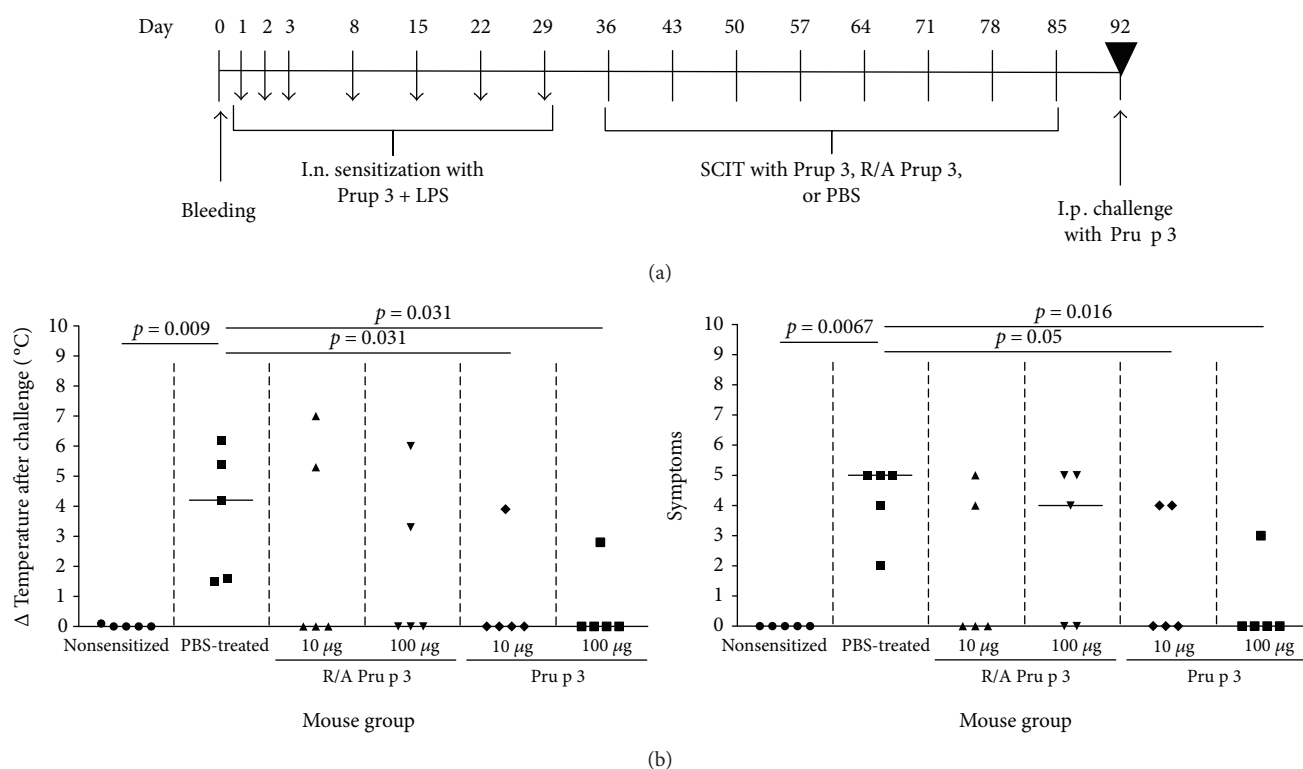 Day 0 1 2 3 8 15 22 29 36 43 50 57 64 71 78 85 92
I.n. sensitization with
Prup 3 + LPS
SCIT with Prup 3, R/A Prup 3,
or PBS
Bleeding
I.p. challenge
with Pru p 3
(a)
Δ Temperature after challenge (°C)
10
9
8
7
6
5
4
3
2
1
0
p = 0.009
p = 0.031
p = 0.031
Nonsensitized PBS-treated 10 μg 100 μg 10 μg 100 μg
R/A Pru p 3 Pru p 3
Mouse group
Symptoms
10
9
8
7
6
5
4
3
2
1
0
p = 0.0067
p = 0.016
p = 0.05
Nonsensitized PBS-treated 10 μg 100 μg 10 μg 100 μg
R/A Pru p 3 Pru p 3
Mouse group
(b)